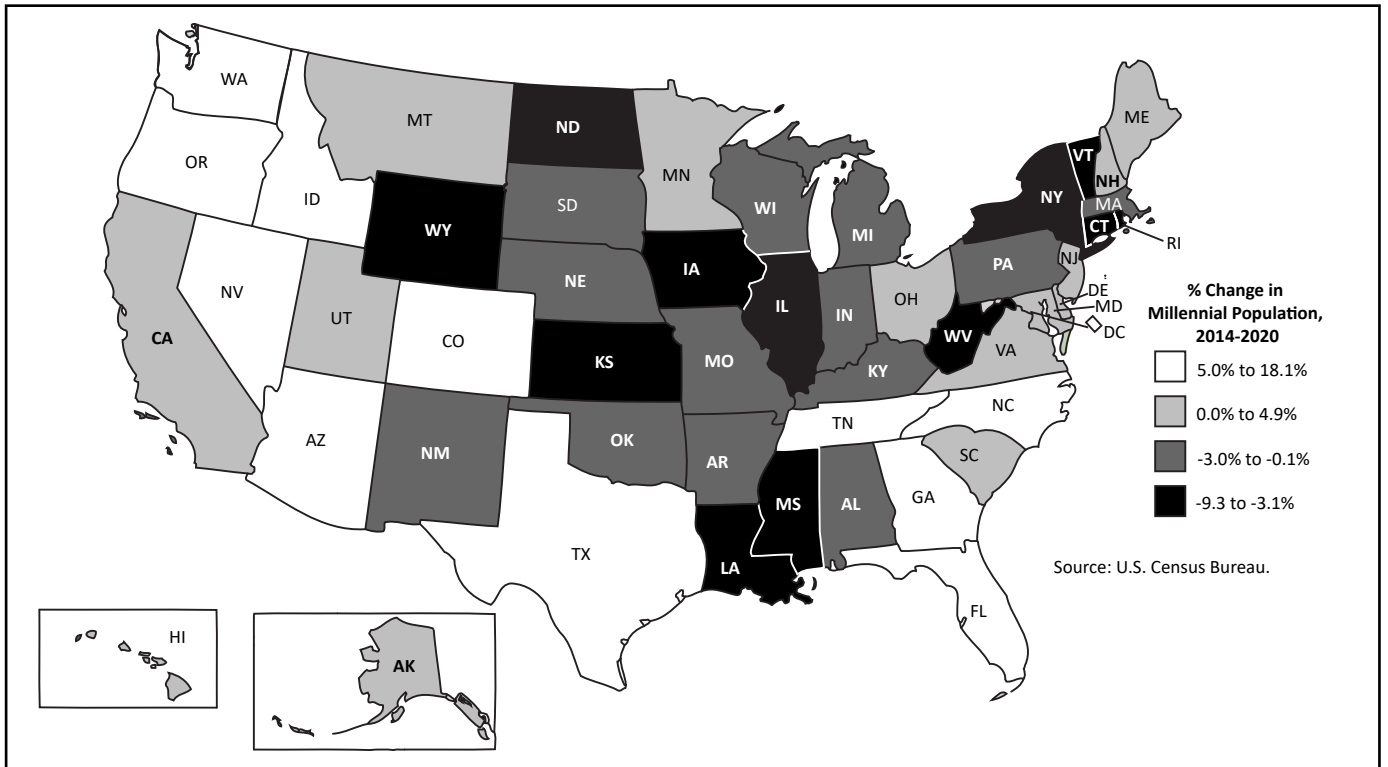 WA
MT
ND
ME
VT
OR
MN
ID
SD
WI
NH
NY
MA
WY
MI
CT
RI
IA
PA
NE
NJ
NV
IL
IN
OH
DE
MD
UT
DC
CA
CO
WV
VA
KS
MO
KY
AZ
NM
OK
TN
NC
AR
SC
MS
AL
GA
TX
LA
FL
HI
AK
% Change in
Millennial Population,
2014-2020
5.0% to 18.1%
0.0% to 4.9%
-3.0% to -0.1%
-9.3 to -3.1%
Source: U.S. Census Bureau.